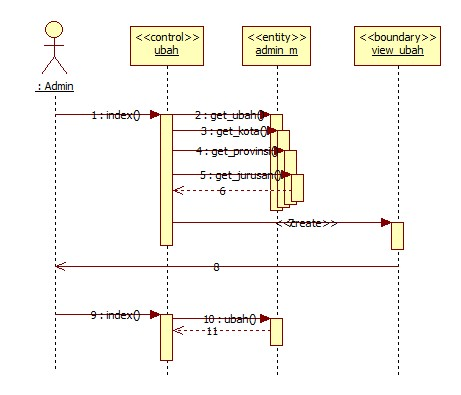 <<control>>
ubah
<<entity>>
admin_m
<<boundary>>
view_ubah
: Admin
1 : index()
2 : get_ubah()
3 : get_kota()
4 : get_provinsi()
5 : get_jurusan()
6
7
<<create>>
8
9 : index()
10 : ubah()
11